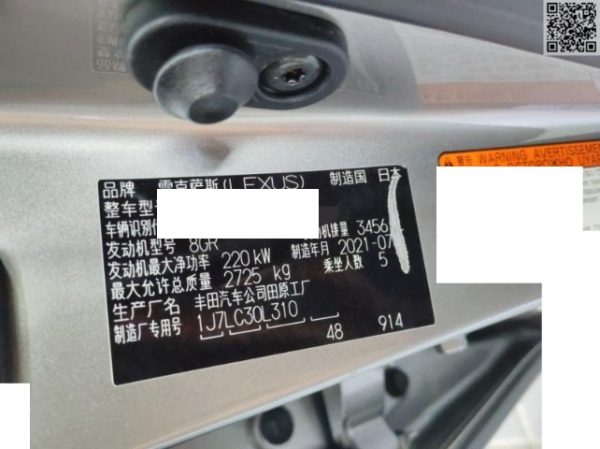 品牌 雷克萨斯(LEXUS) 制造国 日本
整车型号
车辆识别代
发动机型号 8GR 机排量 3456
发动机最大净功率 220 kW 制造年月 2021-07
最大允许总质量 2725 kg 乘坐人数 5
生产厂名 丰田汽车公司田原工厂
制造厂专用号 1J7LC30L310
48 914
警告 WARNING AVERTISSEME